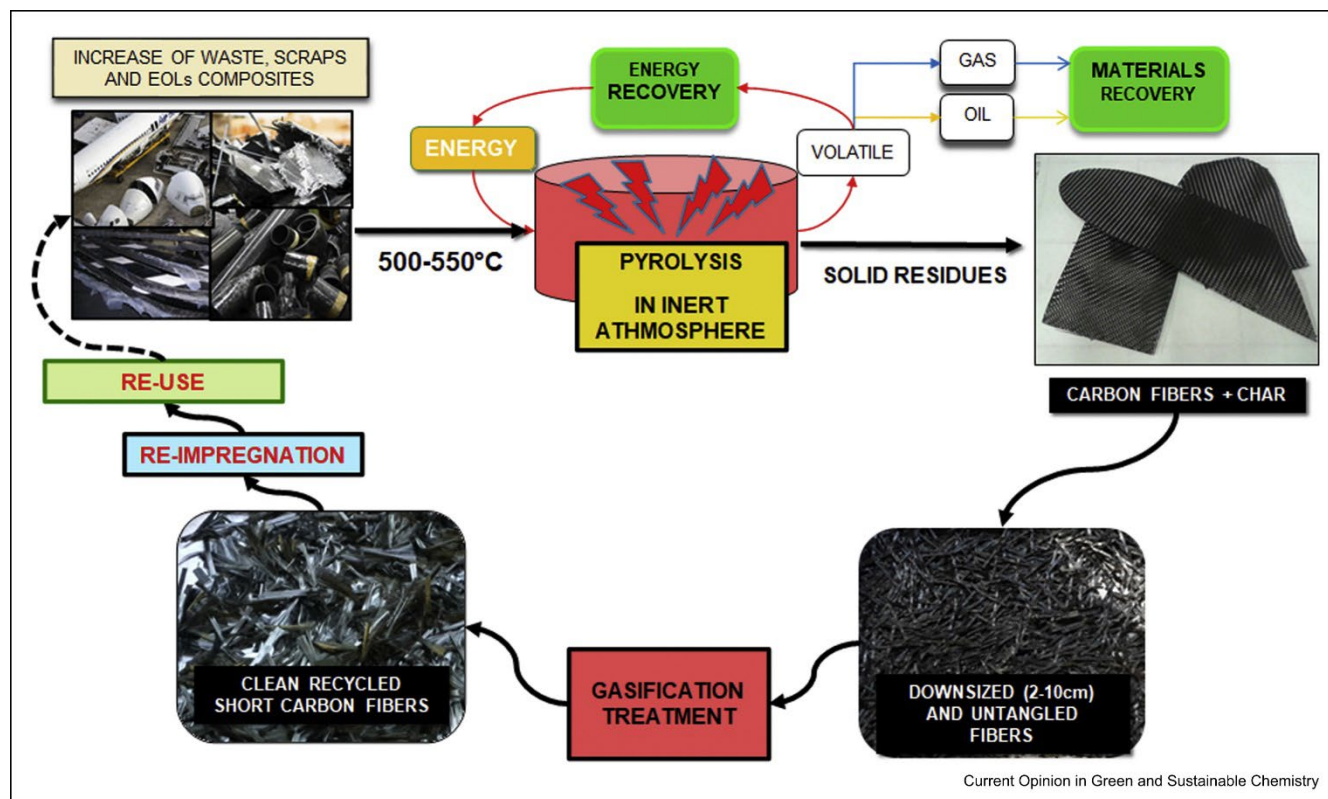 INCREASE OF WASTE, SCRAPS
AND EOLs COMPOSITES
ENERGY
RECOVERY
GAS
OIL
MATERIALS
RECOVERY
ENERGY
VOLATILE
500-550°C
PYROLYSIS
IN INERT
ATHMOSPHERE
SOLID RESIDUES
CARBON FIBERS + CHAR
RE-USE
RE-IMPREGNATION
CLEAN RECYCLED
SHORT CARBON FIBERS
GASIFICATION
TREATMENT
DOWNSIZED (2-10cm)
AND UNTANGLED
FIBERS
Current Opinion in Green and Sustainable Chemistry